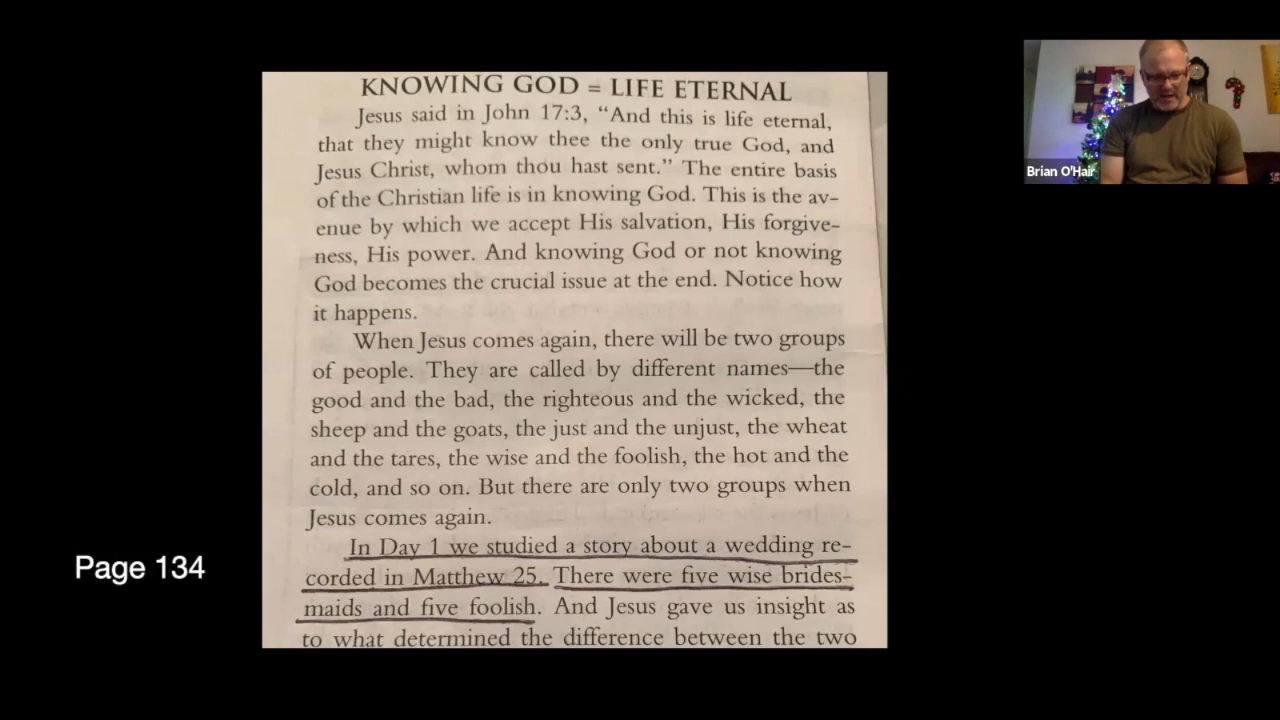 KNOWING GOD = LIFE ETERNAL
Jesus said in John 17:3, “And this is life eternal,
that they might know thee the only true God, and
Jesus Christ, whom thou hast sent.” The entire basis
of the Christian life is in knowing God. This is the av-
enue by which we accept His salvation, His forgive-
ness, His power. And knowing God or not knowing
God becomes the crucial issue at the end. Notice how
it happens.
When Jesus comes again, there will be two groups
of people. They are called by different names—the
good and the bad, the righteous and the wicked, the
sheep and the goats, the just and the unjust, the wheat
and the tares, the wise and the foolish, the hot and the
cold, and so on. But there are only two groups when
Jesus comes again.
In Day 1 we studied a story about a wedding re-
corded in Matthew 25. There were five wise brides-
maids and five foolish. And Jesus gave us insight as
to what determined the difference between the two
Page 134
Brian O'Hair